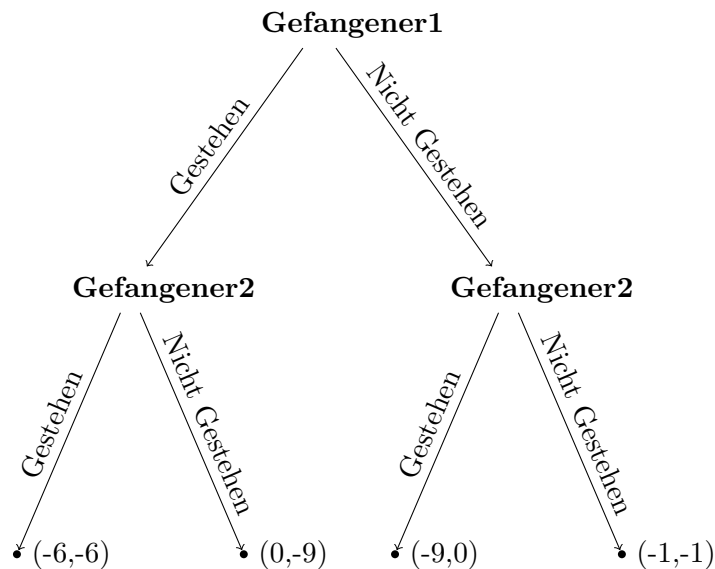 Gefangener1
Gestehen
Nicht Gestehen
Gefangener2
Gefangener2
Gestehen
Nicht Gestehen
Gestehen
Nicht Gestehen
(-6,-6)
(0,-9)
(-9,0)
(-1,-1)